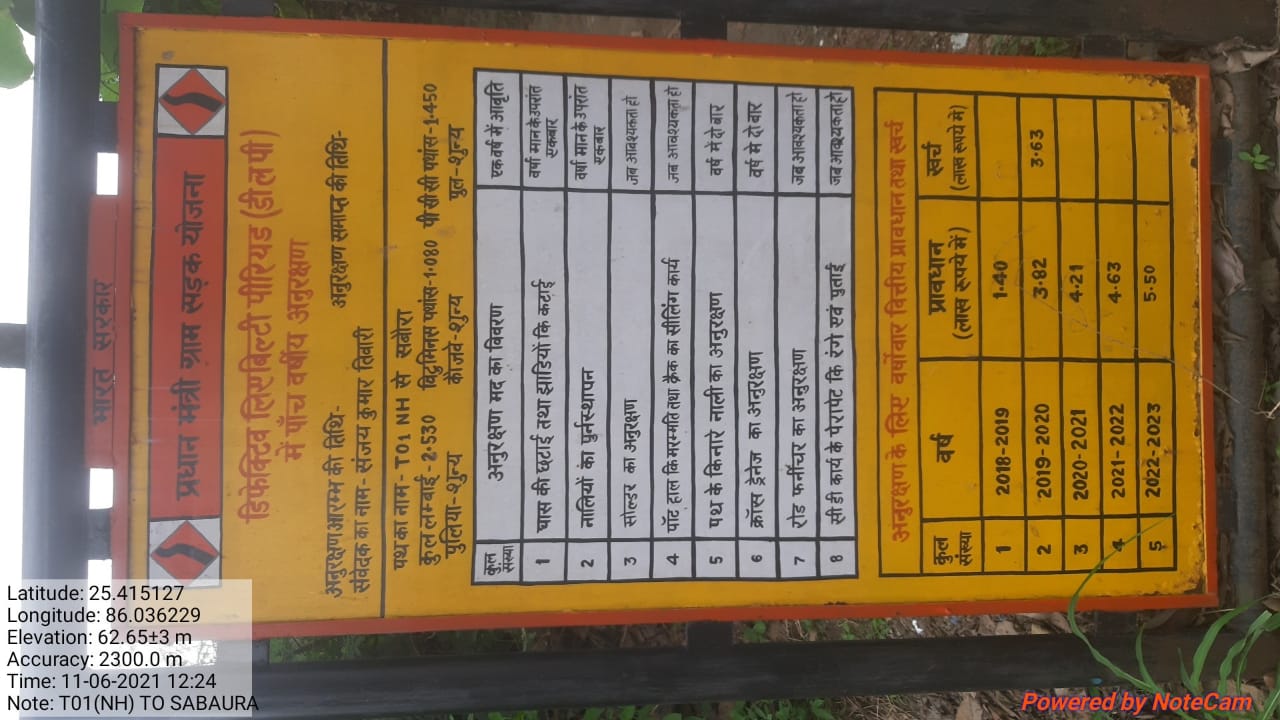 भारत सरकार
प्रधान मंत्री ग्राम सड़क योजना
डिफेक्टिव लिएबिल्टी पीरियड (डी एल पी)
में पाँच वर्षीय अनुरक्षण
अनुरक्षण आरम्भ की तिथि- अनुरक्षण समाप्त की तिथि-
संवेदक का नाम- संजय कुमार तिवारी
पथ का नाम- T01 NH से सबौरा
कुल लम्बाई - 2.530 विटुमिनस पथांस-1.080 पी सी सी पथांस-1.450
पुलिया-शुन्य कौजवे-शुन्य पुल-शुन्य
कुल संख्या अनुरक्षण मद का विवरण एक वर्ष में आवृति
1 घास की छटाई तथा झाडियों कि कटाई वर्षा मान के उपरांत एकबार
2 नालियों का पुर्नस्थापन वर्षा मान के उपरांत एकबार
3 सोल्डर का अनुरक्षण जब आवश्यकता हो
4 पॉट हाल कि मरम्मति तथा क्रैक का सीलिंग कार्य जब आवश्यकता हो
5 पथ के किनारे नाली का अनुरक्षण वर्ष में दो बार
6 क्रॉस ड्रेनेज का अनुरक्षण वर्ष मे दो बार
7 रोड फर्नीचर का अनुरक्षण जब आवश्यकता हो
8 सी डी कार्य के पेरापेट कि रंगे एवं पुताई जब आवश्यकता हो
अनुरक्षण के लिए वर्षेवार वित्तीय प्रावधान तथा खर्च
कुल संख्या वर्ष प्रावधान (लाख रूपये में) खर्च (लाख रूपये में)
1 2018-2019 1.40
2 2019-2020 3.82 3.63
3 2020-2021 4.21
4 2021-2022 4.63
5 2022-2023 5.50
Latitude: 25.415127
Longitude: 86.036229
Elevation: 62.65±3 m
Accuracy: 2300.0 m
Time: 11-06-2021 12:24
Note: T01(NH) TO SABAURA
Powered by NoteCam